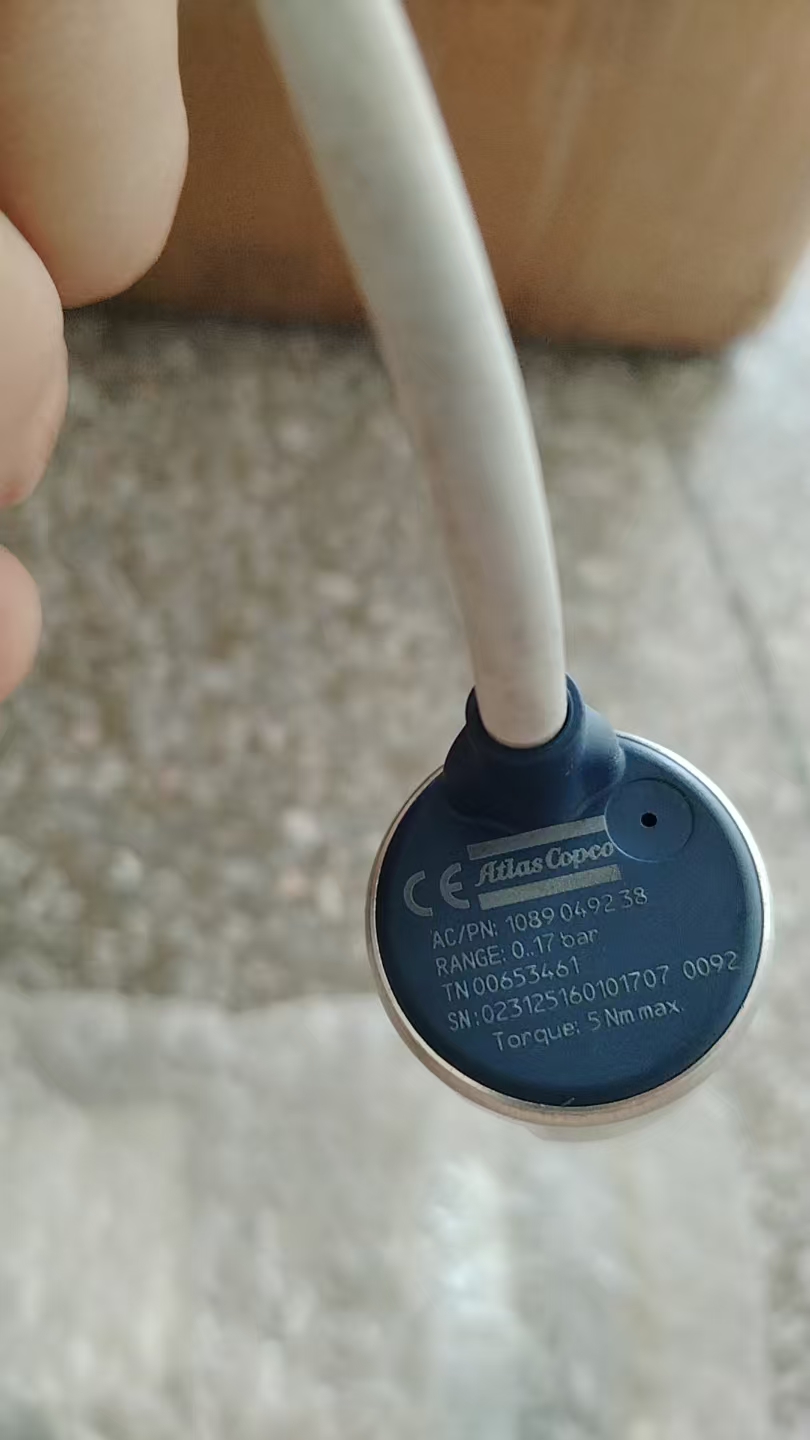 CE Atlas Copco
AC/PN: 1089 0492 38
RANGE: 0..17 bar
TN 00653461
SN: 023125160101707 0092
Torque: 5 Nm max.